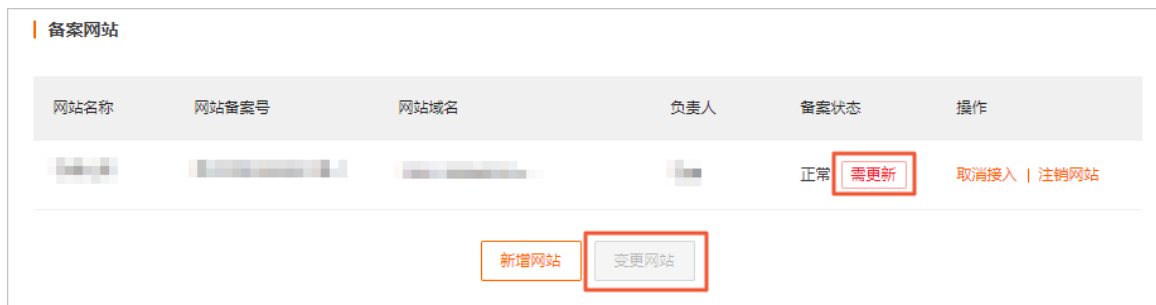 备案网站
网站名称 网站备案号 网站域名 负责人 备案状态 操作
正常 需更新 取消接入 | 注销网站
新增网站 变更网站